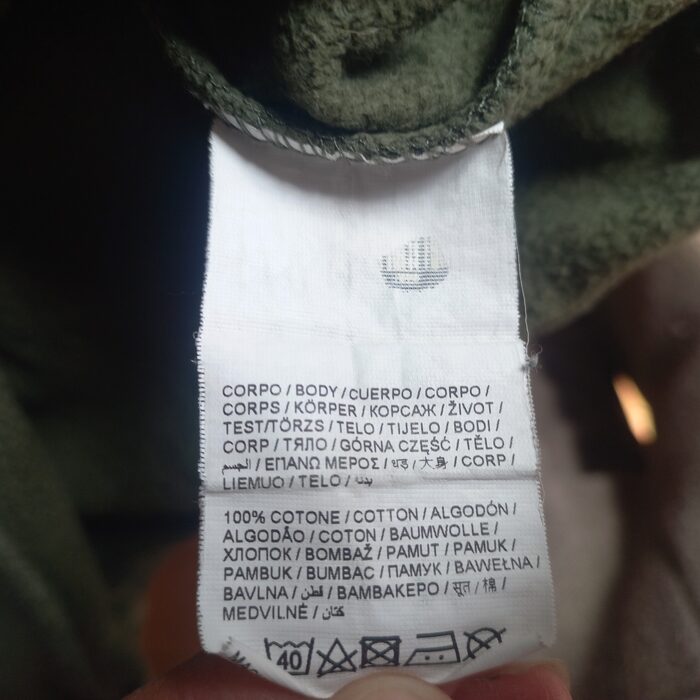 CORPO / BODY / CUERPO / CORPO /
CORPS / KÖRPER / КОРСАЖ / ŽIVOT /
TEST/TÖRZS / TELO / TIJELO / BODI /
CORP / ТЯЛО / GÓRNA CZĘŚĆ / TĚLO /
الجسم / ΕΠΑΝΩ ΜΕΡΟΣ / धड़ / 大身 / CORP /
LIEMUO / TELO / بدنة
100% COTONE / COTTON / ALGODÓN /
ALGODÃO / COTON / BAUMWOLLE /
ХЛОПОК / BOMBAŽ / PAMUT / PAMUK /
PAMBUK / BUMBAC / ПАМУК / BAWEŁNA /
BAVLNA / قطن / ΒΑΜΒΑΚΕΡΟ / सूत / 棉 /
MEDVILNĖ / كتان
40